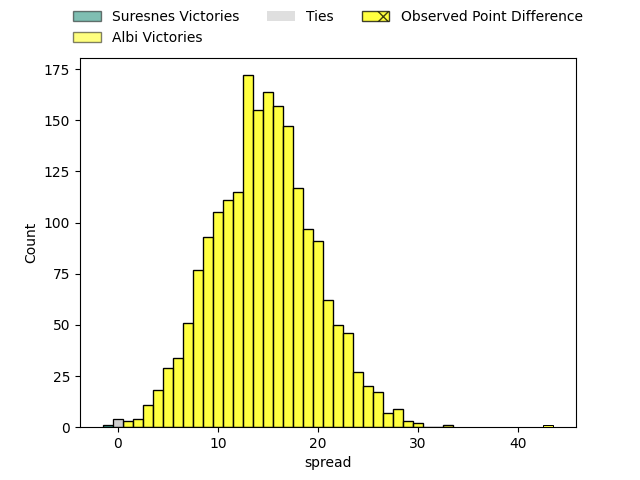 Suresnes Victories
Ties
Observed Point Difference
Albi Victories
175
150
125
100
75
50
25
0
Count
0
10
20
30
40
spread